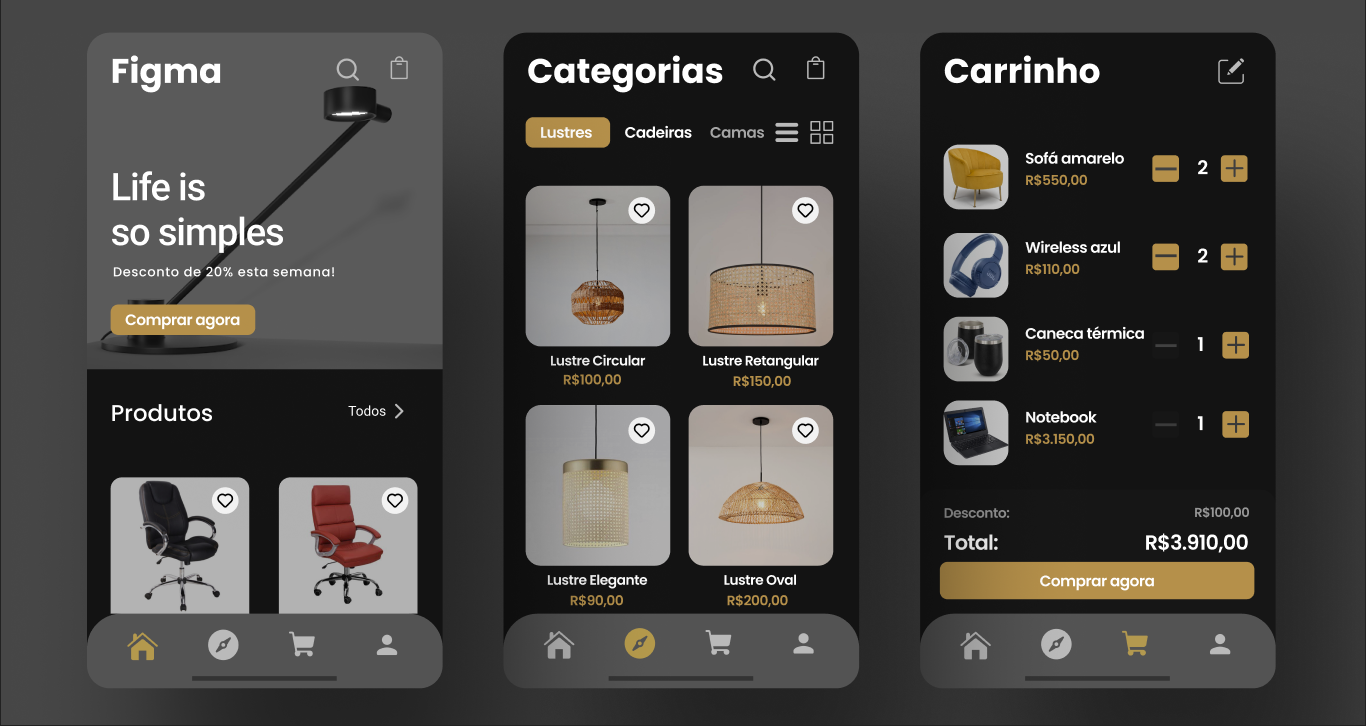 Figma
Life is
so simples
Desconto de 20% esta semana!
Comprar agora
Produtos
Todos
Categorias
Lustres
Cadeiras
Camas
Lustre Circular
R$100,00
Lustre Retangular
R$150,00
Lustre Elegante
R$90,00
Lustre Oval
R$200,00
Carrinho
Sofá amarelo
R$550,00
2
Wireless azul
R$110,00
2
Caneca térmica
R$50,00
1
Notebook
R$3.150,00
1
Desconto:
R$100,00
Total:
R$3.910,00
Comprar agora